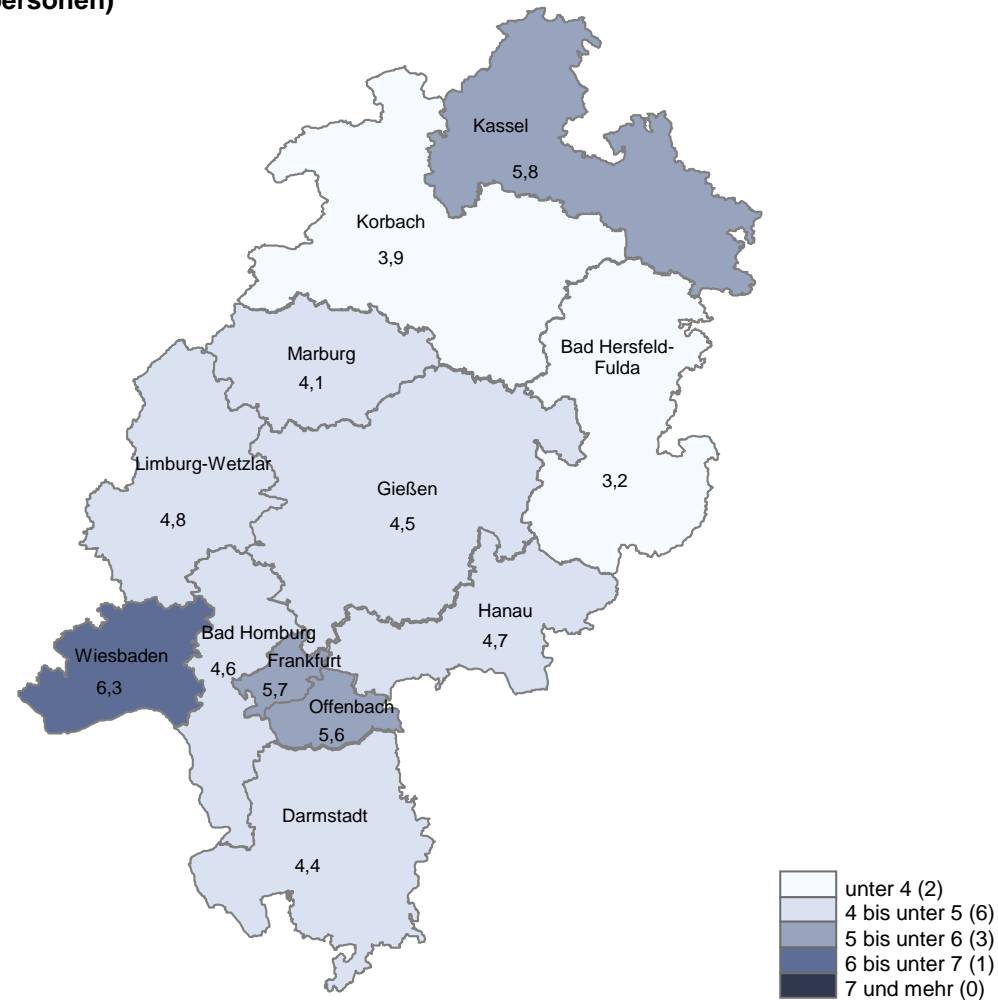 personen)
Kassel
5,8
Korbach
3,9
Bad Hersfeld-
Fulda
3,2
Marburg
4,1
Limburg-Wetzlar
4,8
Gießen
4,5
Hanau
4,7
Bad Homburg
4,6
Wiesbaden
6,3
Frankfurt
5,7
Offenbach
5,6
Darmstadt
4,4
unter 4 (2)
4 bis unter 5 (6)
5 bis unter 6 (3)
6 bis unter 7 (1)
7 und mehr (0)